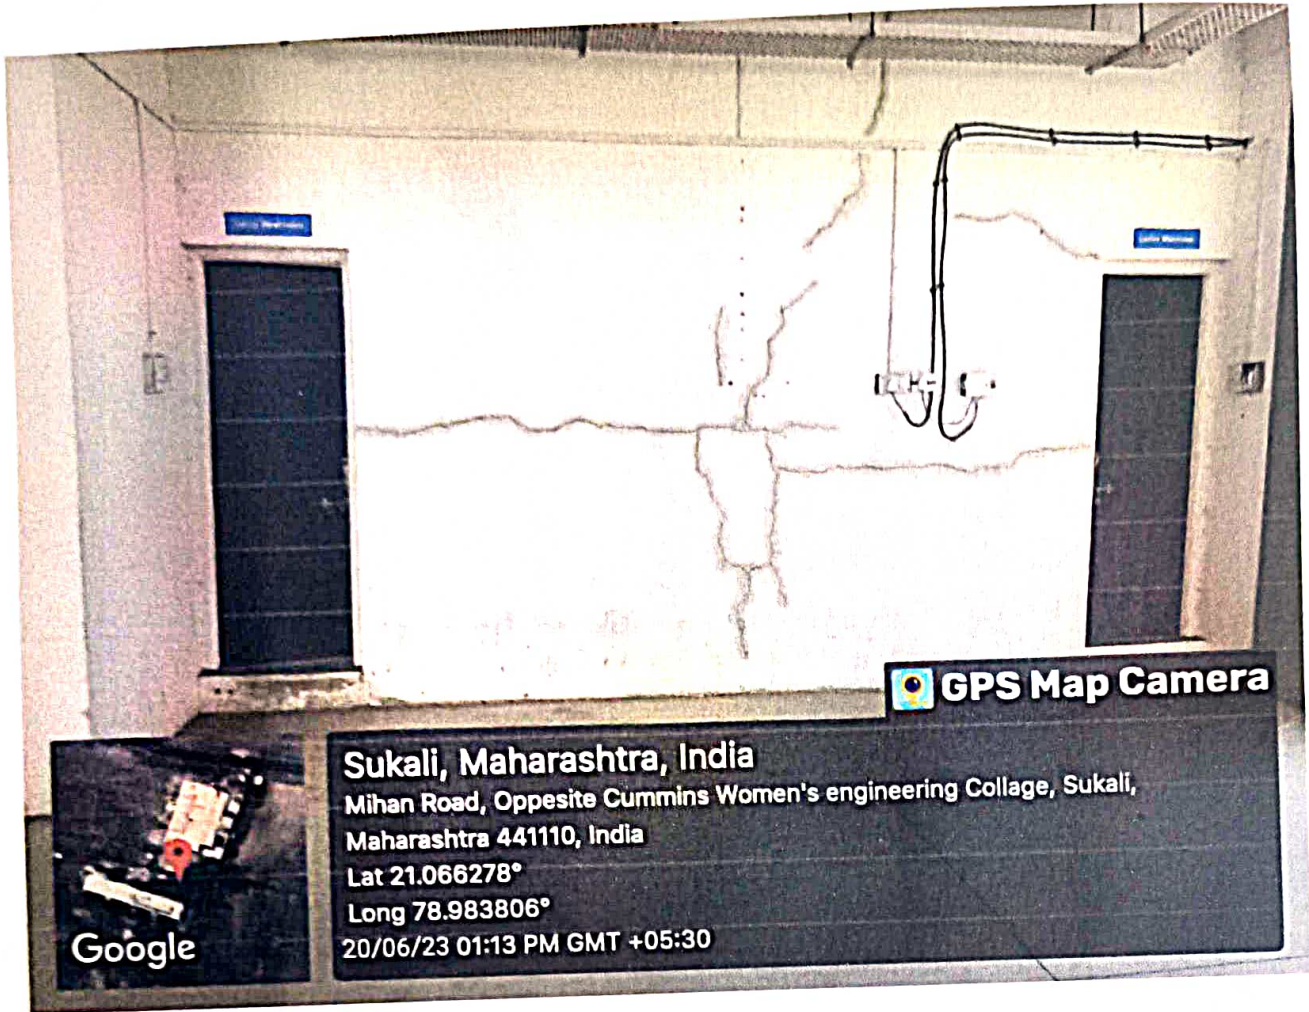 GPS Map Camera
Sukali, Maharashtra, India
Mihan Road, Oppesite Cummins Women's engineering Collage, Sukali,
Maharashtra 441110, India
Lat 21.066278°
Long 78.983806°
20/06/23 01:13 PM GMT +05:30
Google